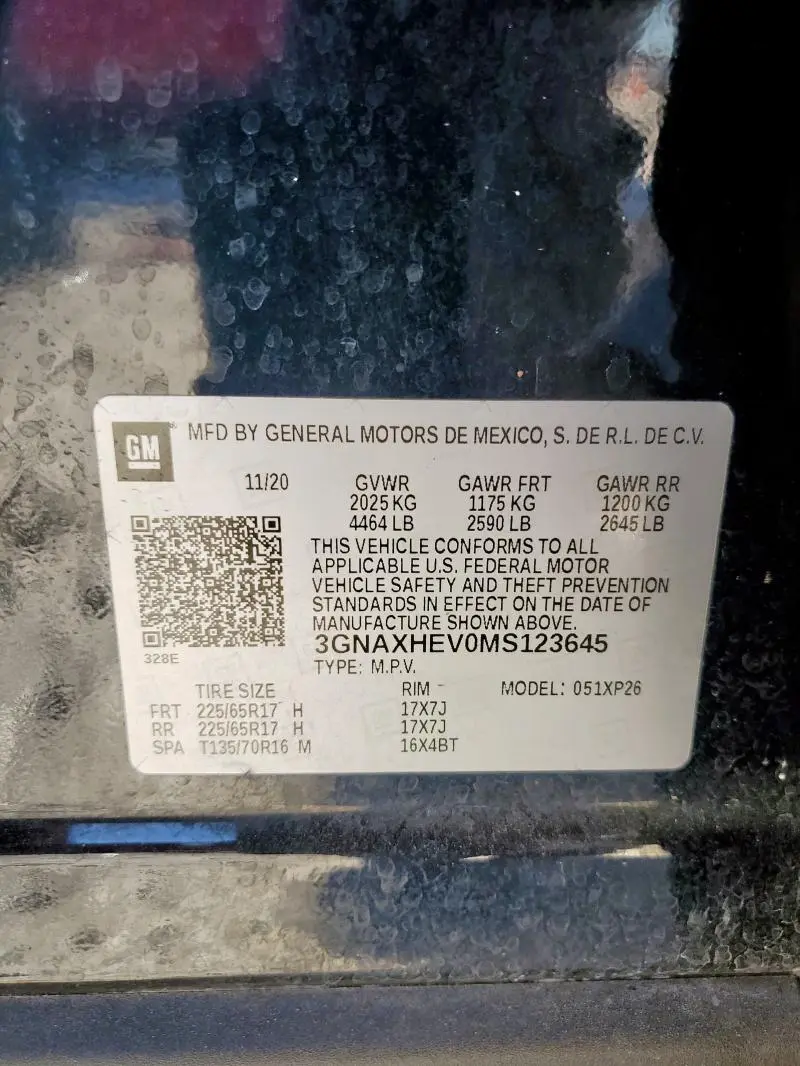 GM
MFD BY GENERAL MOTORS DE MEXICO, S. DE R.L. DE C.V.
11/20 GVWR GAWR FRT GAWR RR
2025 KG 1175 KG 1200 KG
4464 LB 2590 LB 2645 LB
THIS VEHICLE CONFORMS TO ALL
APPLICABLE U.S. FEDERAL MOTOR
VEHICLE SAFETY AND THEFT PREVENTION
STANDARDS IN EFFECT ON THE DATE OF
MANUFACTURE SHOWN ABOVE.
3GNAXHEV0MS123645
328E
TYPE: M.P.V.
TIRE SIZE RIM MODEL: 051XP26
FRT 225/65R17 H 17X7J
RR 225/65R17 H 17X7J
SPA T135/70R16 M 16X4BT